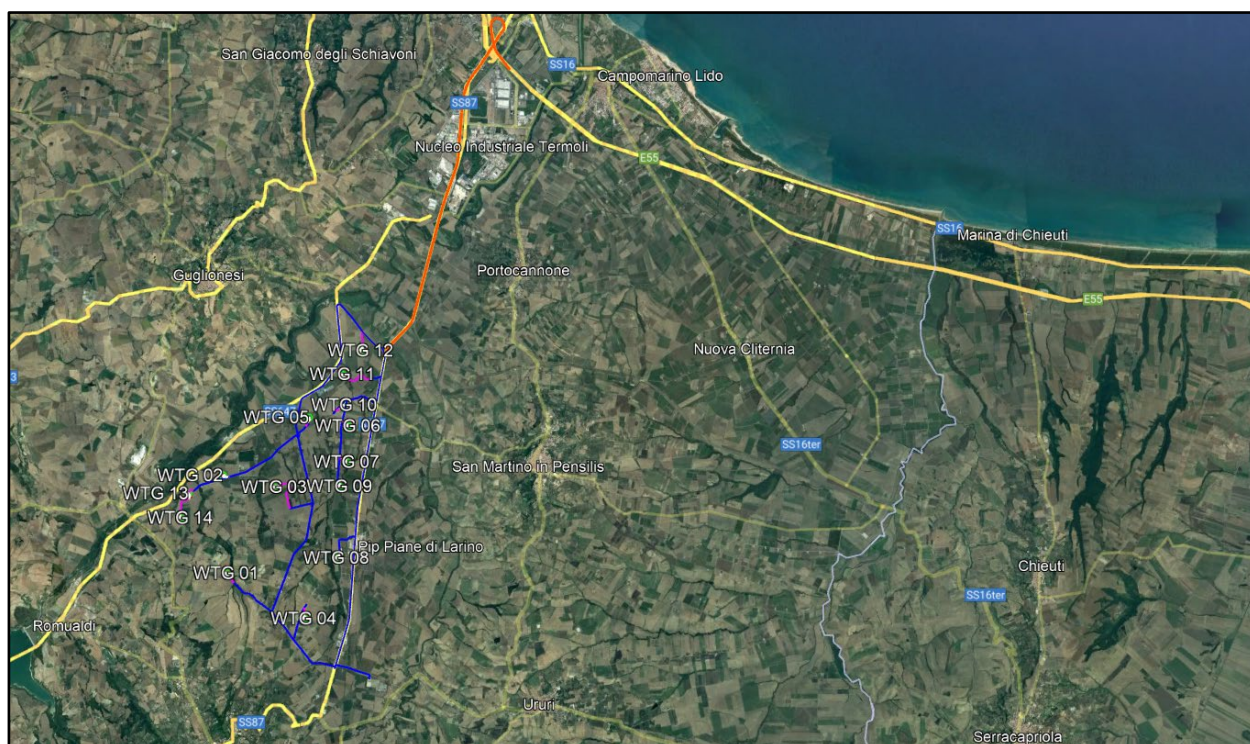 San Giacomo degli Schiavoni
SS16
Campomarino Lido
SS87
Nucleo Industriale Termoli
E55
SS16
Marina di Chieuti
Guglionesi
Portocannone
E55
WTG 12
Nuova Cliternia
3
WTG 11
WTG 10
WTG 05
WTG 06
SS16ter
WTG 07
San Martino in Pensilis
WTG 02
WTG 03
WTG 09
WTG 13
WTG 14
Pip Piane di Larino
WTG 08
Chieuti
WTG 01
SS16ter
WTG 04
Romualdi
Ururi
SS87
Serracapriola